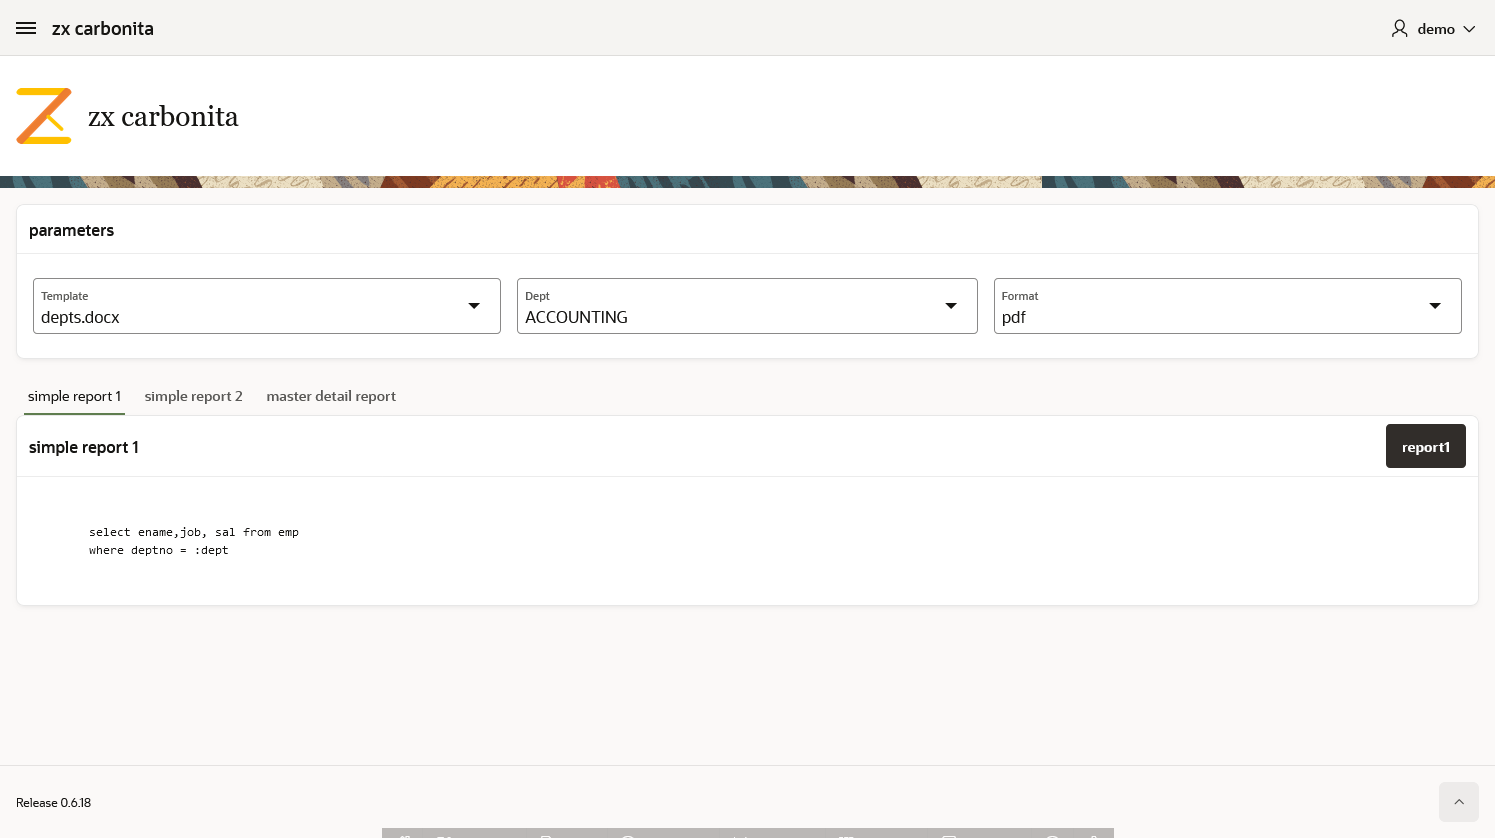 zx carbonita
demo
zx carbonita
parameters
Template
depts.docx
Dept
ACCOUNTING
Format
pdf
simple report 1
simple report 2
master detail report
simple report 1
report1
select ename,job, sal from emp
where deptno = :dept
Release 0.6.18